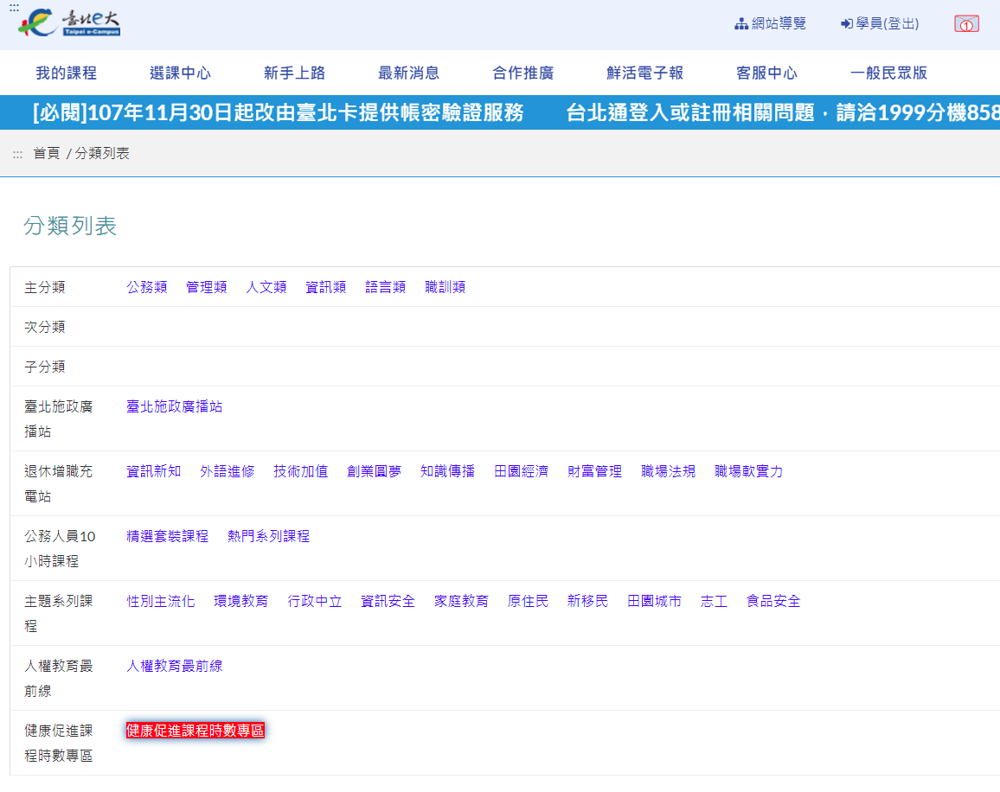 :::
臺北e大
Taipei e-Campus
網站導覽 學員(登出) 1
我的課程 選課中心 新手上路 最新消息 合作推廣 鮮活電子報 客服中心 一般民眾版
[必閱]107年11月30日起改由臺北卡提供帳密驗證服務 台北通登入或註冊相關問題，請洽1999分機858
::: 首頁 / 分類列表
分類列表
主分類 公務類 管理類 人文類 資訊類 語言類 職訓類
次分類
子分類
臺北施政廣 臺北施政廣播站
播站
退休增職充 資訊新知 外語進修 技術加值 創業圓夢 知識傳播 田園經濟 財富管理 職場法規 職場軟實力
電站
公務人員10 精選套裝課程 熱門系列課程
小時課程
主題系列課 性別主流化 環境教育 行政中立 資訊安全 家庭教育 原住民 新移民 田園城市 志工 食品安全
程
人權教育最 人權教育最前線
前線
健康促進課 健康促進課程時數專區
程時數專區